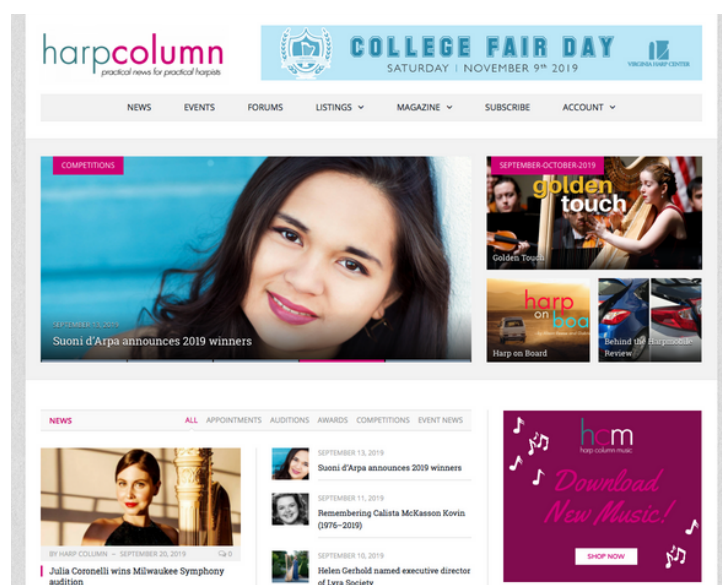 harpcolumn
practical news for practical harpists
COLLEGE FAIR DAY
SATURDAY | NOVEMBER 9th 2019
VIRGINIA HARP CENTER
NEWS EVENTS FORUMS LISTINGS MAGAZINE SUBSCRIBE ACCOUNT
COMPETITIONS
SEPTEMBER 13, 2019
Suoni d'Arpa announces 2019 winners
SEPTEMBER-OCTOBER-2019
golden
touch
Golden Touch
harp
on boa
Harp on Board
Behind the Harpmobile
Review
NEWS
ALL APPOINTMENTS AUDITIONS AWARDS COMPETITIONS EVENT NEWS
BY HARP COLUMN – SEPTEMBER 20, 2019 0
Julia Coronelli wins Milwaukee Symphony
audition
SEPTEMBER 13, 2019
Suoni d'Arpa announces 2019 winners
SEPTEMBER 11, 2019
Remembering Calista McKasson Kovin
(1976–2019)
SEPTEMBER 10, 2019
Helen Gerhold named executive director
of Lyra Society
hcm
harp column music
Download
New Music!
SHOP NOW